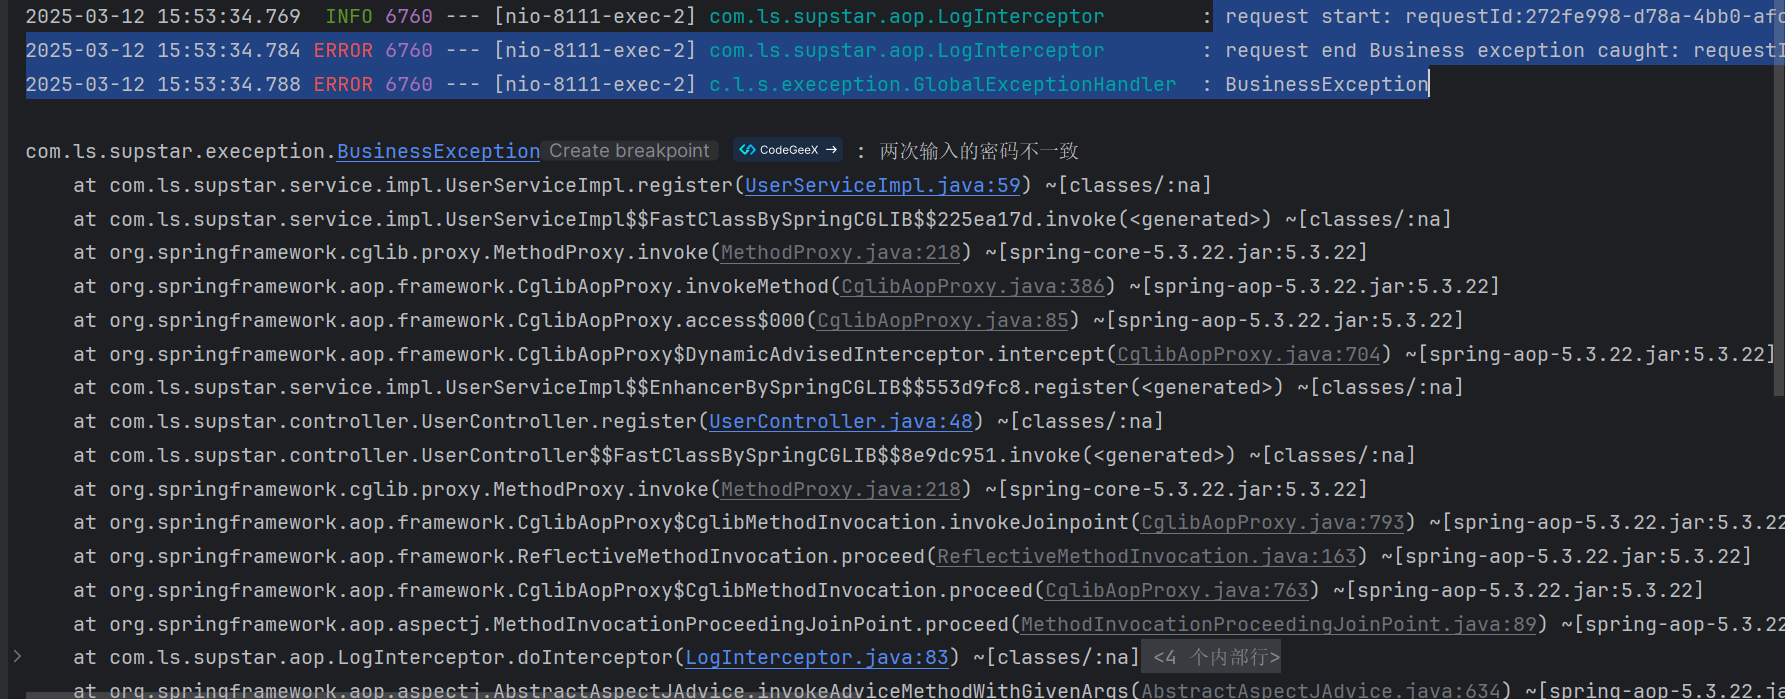 2025-03-12 15:53:34.769  INFO 6760 --- [nio-8111-exec-2] com.ls.supstar.aop.LogInterceptor        : request start: requestId:272fe998-d78a-4bb0-afc
2025-03-12 15:53:34.784 ERROR 6760 --- [nio-8111-exec-2] com.ls.supstar.aop.LogInterceptor        : request end Business exception caught: requestI
2025-03-12 15:53:34.788 ERROR 6760 --- [nio-8111-exec-2] c.l.s.exeception.GlobalExceptionHandler  : BusinessException
com.ls.supstar.exeception.BusinessException Create breakpoint CodeGeeX → : 两次输入的密码不一致
at com.ls.supstar.service.impl.UserServiceImpl.register(UserServiceImpl.java:59) ~[classes/:na]
at com.ls.supstar.service.impl.UserServiceImpl$$FastClassBySpringCGLIB$$225ea17d.invoke(<generated>) ~[classes/:na]
at org.springframework.cglib.proxy.MethodProxy.invoke(MethodProxy.java:218) ~[spring-core-5.3.22.jar:5.3.22]
at org.springframework.aop.framework.CglibAopProxy.invokeMethod(CglibAopProxy.java:386) ~[spring-aop-5.3.22.jar:5.3.22]
at org.springframework.aop.framework.CglibAopProxy.access$000(CglibAopProxy.java:85) ~[spring-aop-5.3.22.jar:5.3.22]
at org.springframework.aop.framework.CglibAopProxy$DynamicAdvisedInterceptor.intercept(CglibAopProxy.java:704) ~[spring-aop-5.3.22.jar:5.3.22]
at com.ls.supstar.service.impl.UserServiceImpl$$EnhancerBySpringCGLIB$$553d9fc8.register(<generated>) ~[classes/:na]
at com.ls.supstar.controller.UserController.register(UserController.java:48) ~[classes/:na]
at com.ls.supstar.controller.UserController$$FastClassBySpringCGLIB$$8e9dc951.invoke(<generated>) ~[classes/:na]
at org.springframework.cglib.proxy.MethodProxy.invoke(MethodProxy.java:218) ~[spring-core-5.3.22.jar:5.3.22]
at org.springframework.aop.framework.CglibAopProxy$CglibMethodInvocation.invokeJoinpoint(CglibAopProxy.java:793) ~[spring-aop-5.3.22
at org.springframework.aop.framework.ReflectiveMethodInvocation.proceed(ReflectiveMethodInvocation.java:163) ~[spring-aop-5.3.22.jar:5.3.22]
at org.springframework.aop.framework.CglibAopProxy$CglibMethodInvocation.proceed(CglibAopProxy.java:763) ~[spring-aop-5.3.22.jar:5.3.22]
at org.springframework.aop.aspectj.MethodInvocationProceedingJoinPoint.proceed(MethodInvocationProceedingJoinPoint.java:89) ~[spring-aop-5.3.22
at com.ls.supstar.aop.LogInterceptor.doInterceptor(LogInterceptor.java:83) ~[classes/:na] <4 个内部行>
at org.springframework.aop.aspectj.AbstractAspectJAdvice.invokeAdviceMethodWithGivenArgs(AbstractAspectJAdvice.java:634) ~[spring-aop-5.3.22.ja